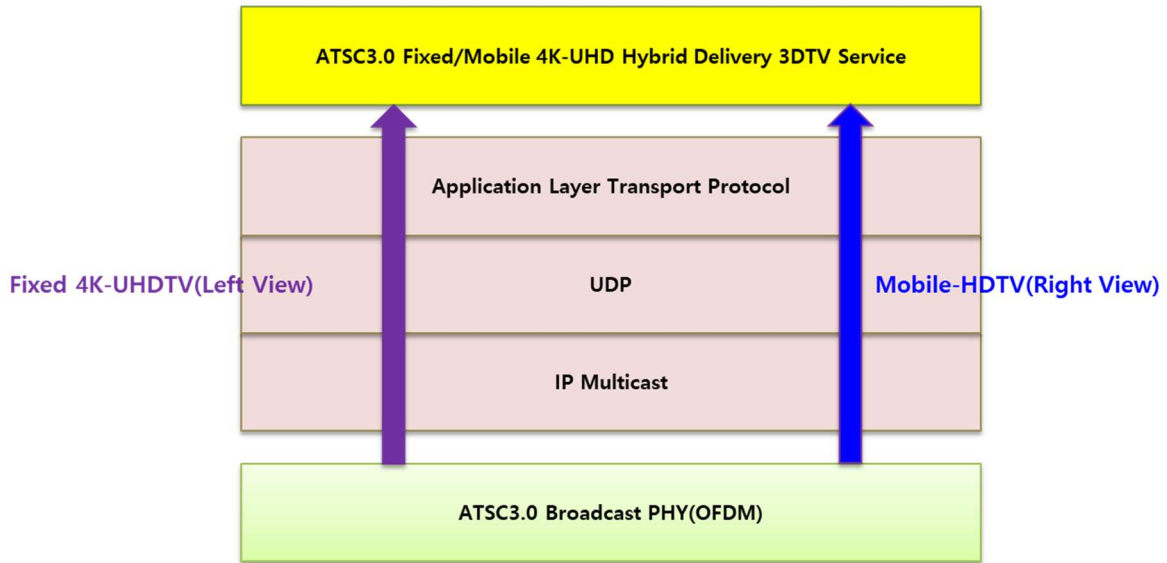 ATSC3.0 Fixed/Mobile 4K-UHD Hybrid Delivery 3DTV Service
Application Layer Transport Protocol
Fixed 4K-UHDTV(Left View)
UDP
Mobile-HDTV(Right View)
IP Multicast
ATSC3.0 Broadcast PHY(OFDM)